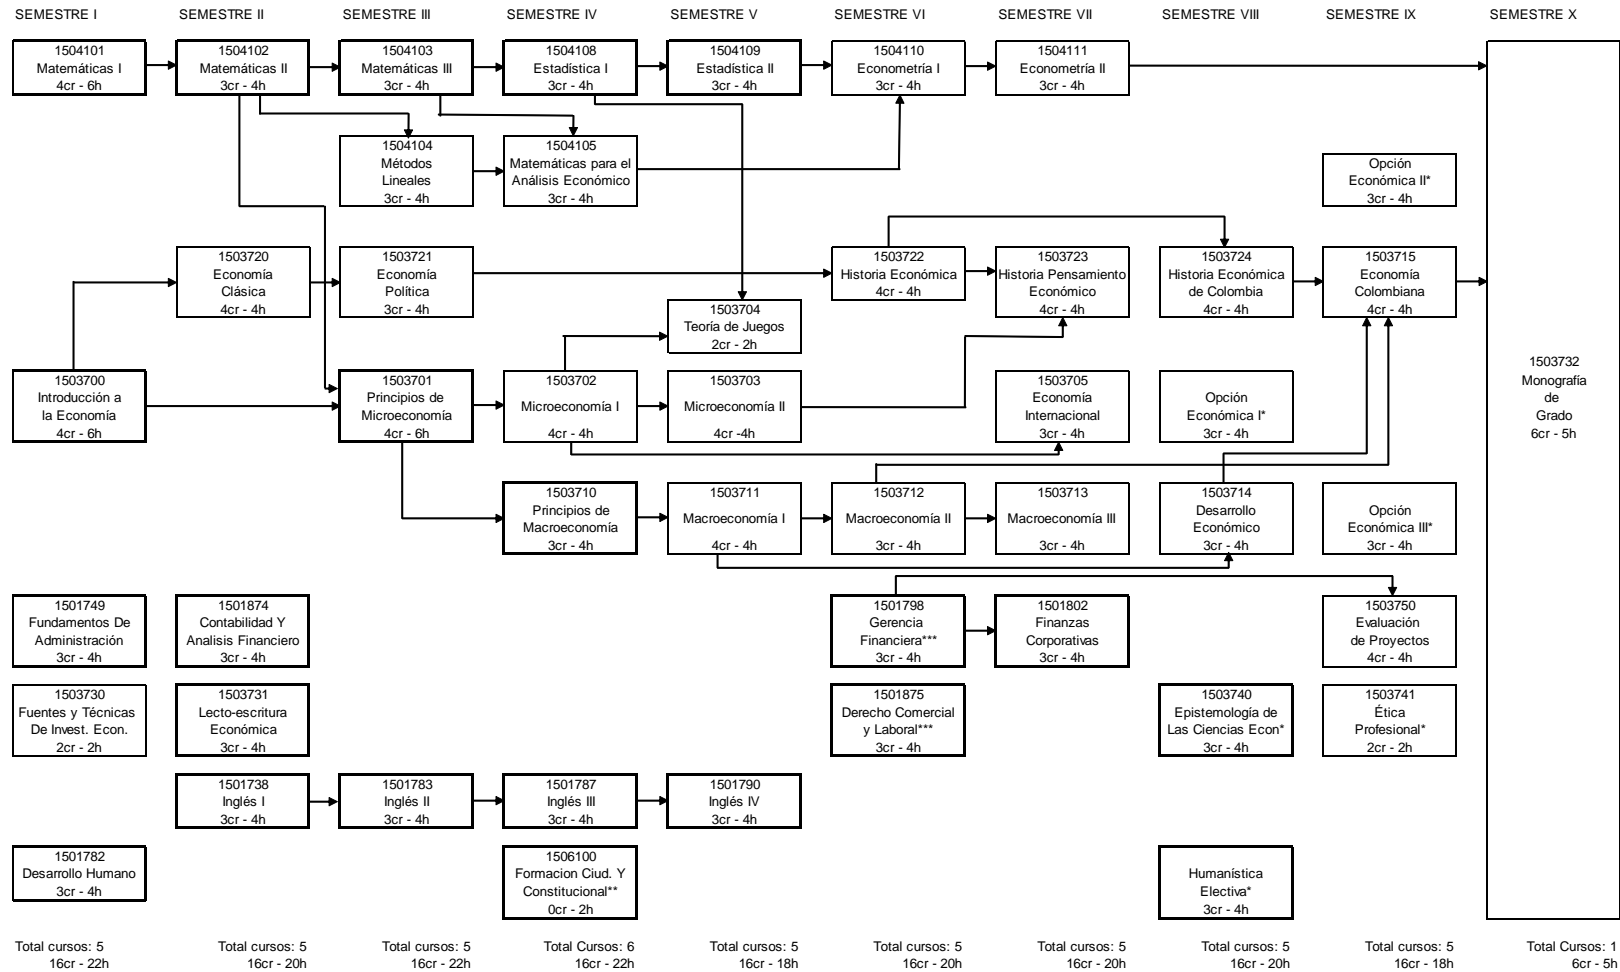 SEMESTRE I
SEMESTRE II
SEMESTRE III
SEMESTRE IV
SEMESTRE V
SEMESTRE VI
SEMESTRE VII
SEMESTRE VIII
SEMESTRE IX
SEMESTRE X
1504101
Matemáticas I
4cr - 6h
1504102
Matemáticas II
3cr - 4h
1504103
Matemáticas III
3cr - 4h
1504108
Estadística I
3cr - 4h
1504109
Estadística II
3cr - 4h
1504110
Econometría I
3cr - 4h
1504111
Econometría II
3cr - 4h
1504104
Métodos
Lineales
3cr - 4h
1504105
Matemáticas para el
Análisis Económico
3cr - 4h
Opción
Económica II*
3cr - 4h
1503720
Economía
Clásica
4cr - 4h
1503721
Economía
Política
3cr - 4h
1503722
Historia Económica
4cr - 4h
1503723
Historia Pensamiento
Económico
4cr - 4h
1503724
Historia Económica
de Colombia
4cr - 4h
1503715
Economía
Colombiana
4cr - 4h
1503704
Teoría de Juegos
2cr - 2h
1503732
Monografía
de
Grado
6cr - 5h
1503700
Introducción a
la Economía
4cr - 6h
1503701
Principios de
Microeconomía
4cr - 6h
1503702
Microeconomía I
4cr - 4h
1503703
Microeconomía II
4cr -4h
1503705
Economía
Internacional
3cr - 4h
Opción
Económica I*
3cr - 4h
1503710
Principios de
Macroeconomía
3cr - 4h
1503711
Macroeconomía I
4cr - 4h
1503712
Macroeconomía II
3cr - 4h
1503713
Macroeconomía III
3cr - 4h
1503714
Desarrollo
Económico
3cr - 4h
Opción
Económica III*
3cr - 4h
1501749
Fundamentos De
Administración
3cr - 4h
1501874
Contabilidad Y
Analisis Financiero
3cr - 4h
1501798
Gerencia
Financiera***
3cr - 4h
1501802
Finanzas
Corporativas
3cr - 4h
1503750
Evaluación
de Proyectos
4cr - 4h
1503730
Fuentes y Técnicas
De Invest. Econ.
2cr - 2h
1503731
Lecto-escritura
Económica
3cr - 4h
1501875
Derecho Comercial
y Laboral***
3cr - 4h
1503740
Epistemología de
Las Ciencias Econ*
3cr - 4h
1503741
Ética
Profesional*
2cr - 2h
1501738
Inglés I
3cr - 4h
1501783
Inglés II
3cr - 4h
1501787
Inglés III
3cr - 4h
1501790
Inglés IV
3cr - 4h
1501782
Desarrollo Humano
3cr - 4h
1506100
Formacion Ciud. Y
Constitucional**
0cr - 2h
Humanística
Electiva*
3cr - 4h
Total cursos: 5
16cr - 22h
Total cursos: 5
16cr - 20h
Total cursos: 5
16cr - 22h
Total Cursos: 6
16cr - 22h
Total cursos: 5
16cr - 18h
Total cursos: 5
16cr - 20h
Total cursos: 5
16cr - 20h
Total cursos: 5
16cr - 20h
Total cursos: 5
16cr - 18h
Total Cursos: 1
6cr - 5h